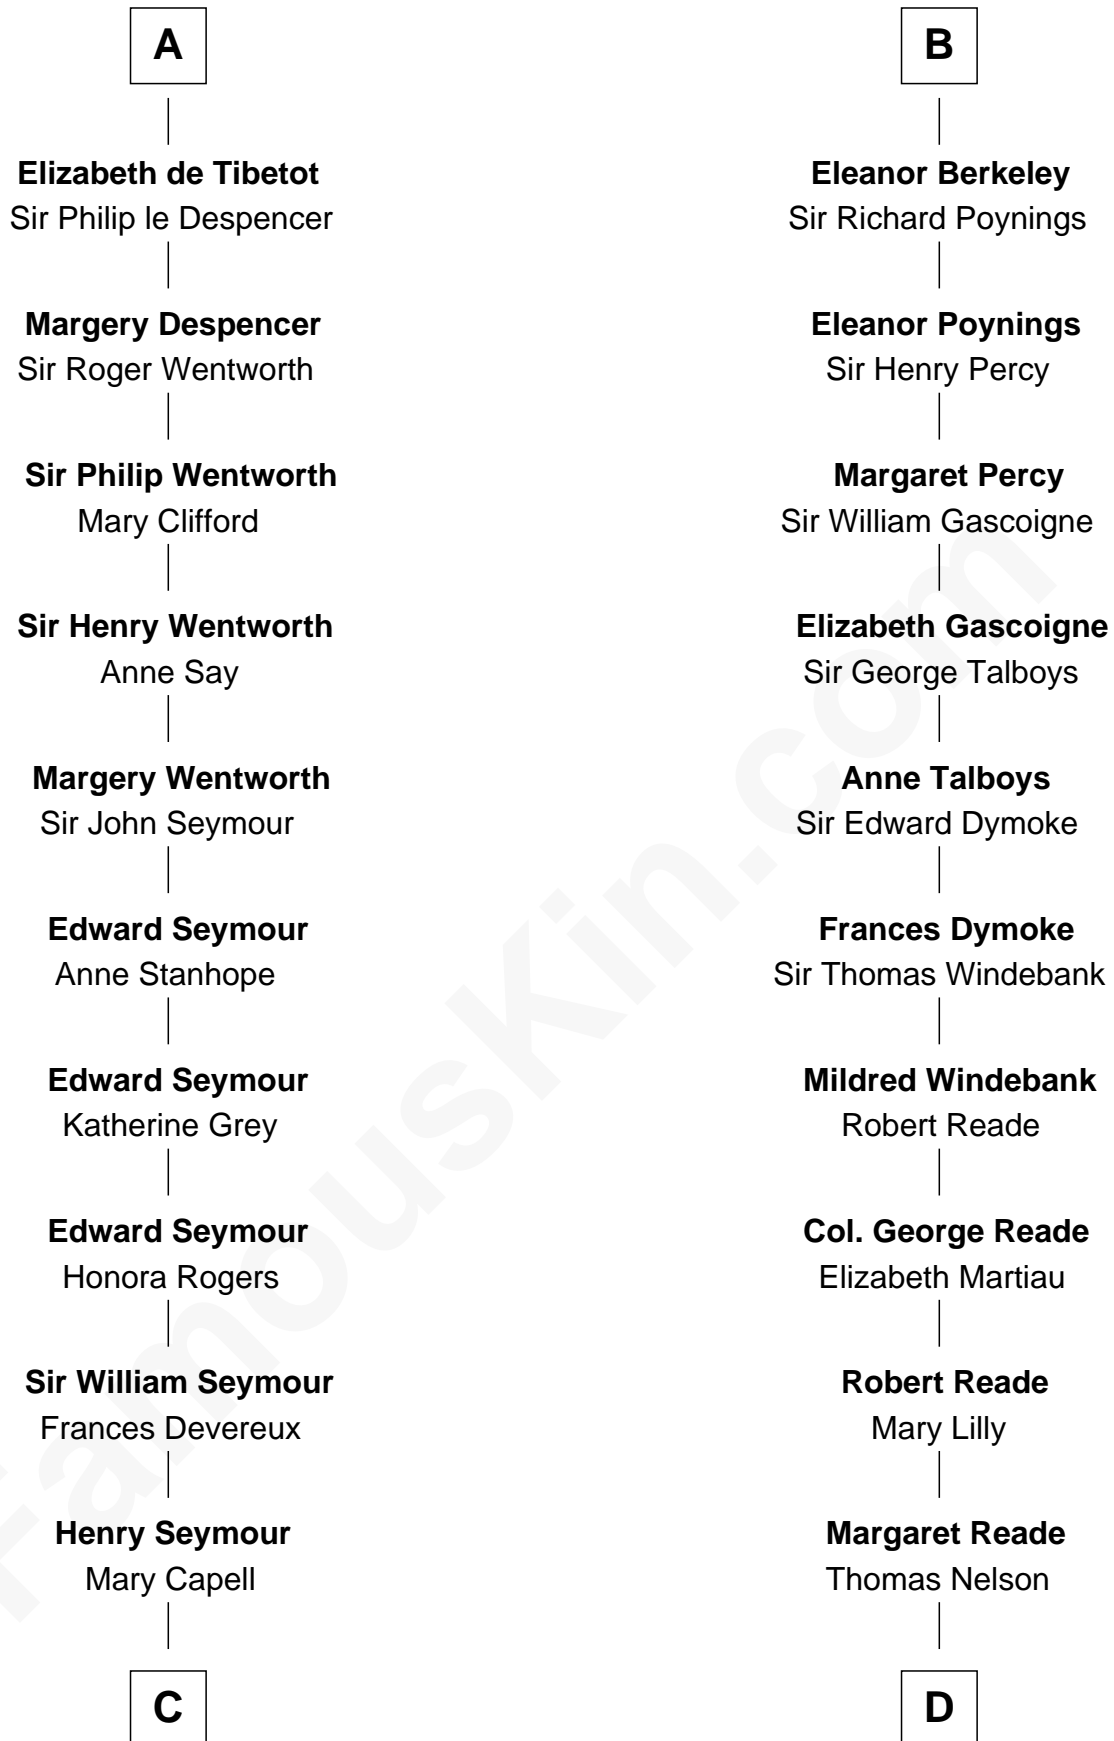 A
Elizabeth de Tibetot
Sir Philip le Despencer
Margery Despencer
Sir Roger Wentworth
Sir Philip Wentworth
Mary Clifford
Sir Henry Wentworth
Anne Say
Margery Wentworth
Sir John Seymour
Edward Seymour
Anne Stanhope
Edward Seymour
Katherine Grey
Edward Seymour
Honora Rogers
Sir William Seymour
Frances Devereux
Henry Seymour
Mary Capell
C
B
Eleanor Berkeley
Sir Richard Poynings
Eleanor Poynings
Sir Henry Percy
Margaret Percy
Sir William Gascoigne
Elizabeth Gascoigne
Sir George Talboys
Anne Talboys
Sir Edward Dymoke
Frances Dymoke
Sir Thomas Windebank
Mildred Windebank
Robert Reade
Col. George Reade
Elizabeth Martiau
Robert Reade
Mary Lilly
Margaret Reade
Thomas Nelson
D
FamousKin.com